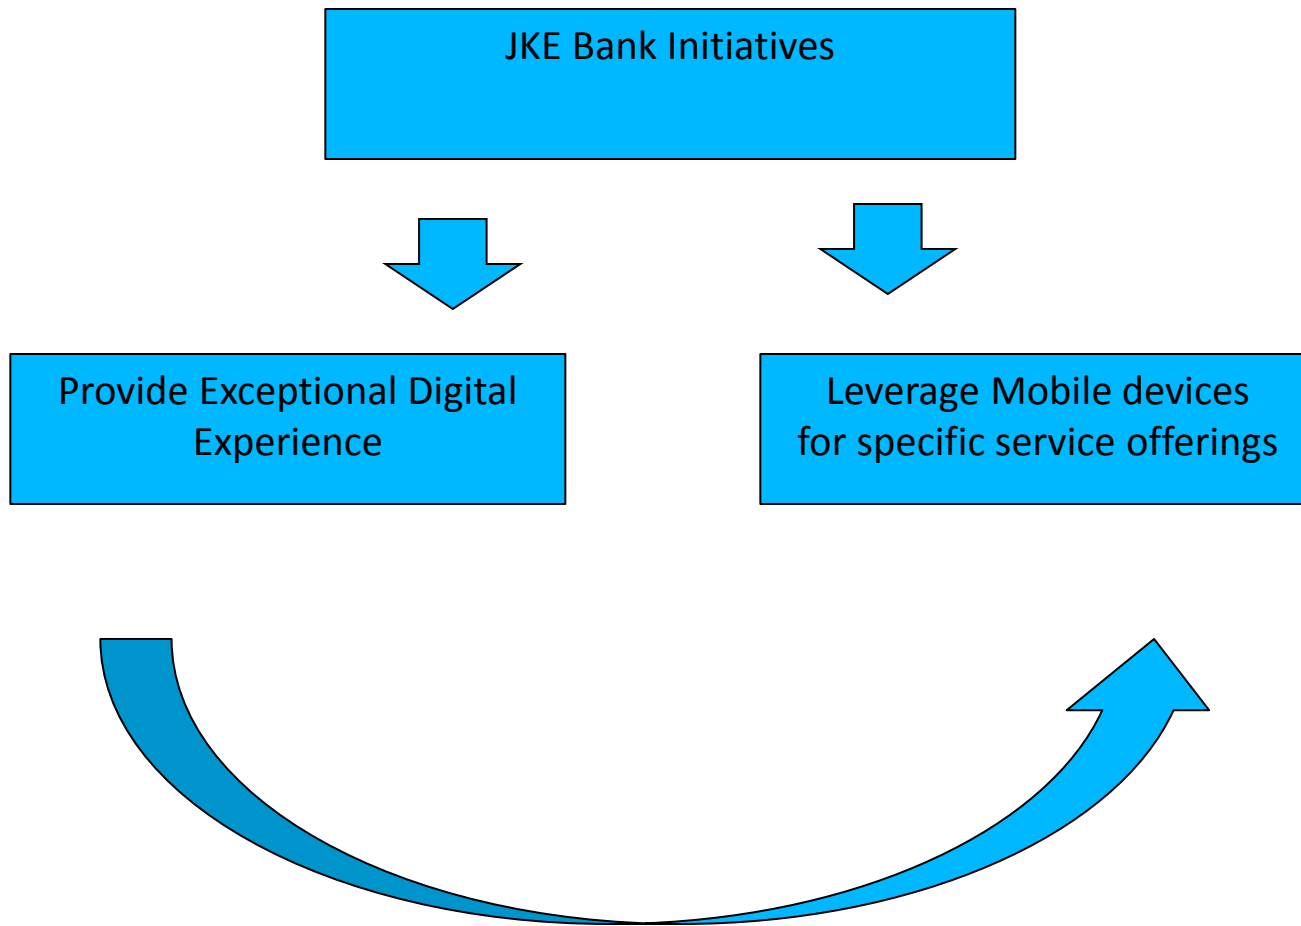 JKE Bank Initiatives
Provide Exceptional Digital
Experience
Leverage Mobile devices
for specific service offerings